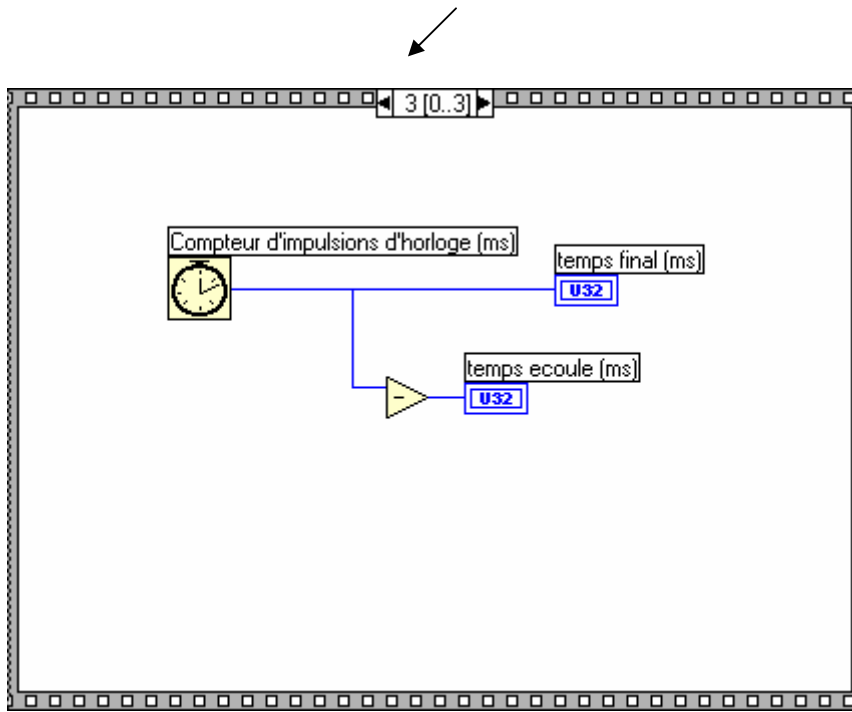 3 [0..3]
Compteur d'impulsions d'horloge (ms)
temps final (ms)
U32
temps ecoule (ms)
U32
-